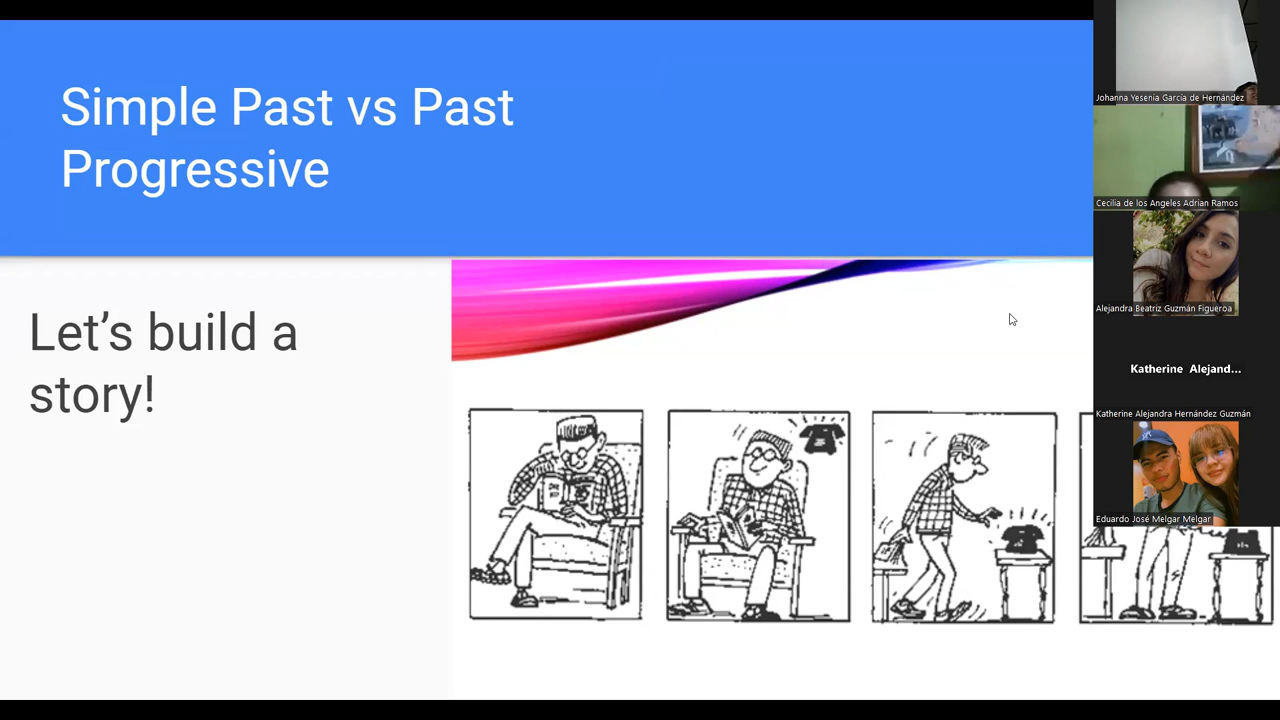 Simple Past vs Past
Progressive
Let's build a
story!
Johanna Yesenia García de Hernández
Cecilia de los Angeles Adrian Ramos
Alejandra Beatriz Guzmán Figueroa
Katherine Alejand...
Katherine Alejandra Hernández Guzmán
Eduardo José Melgar Melgar